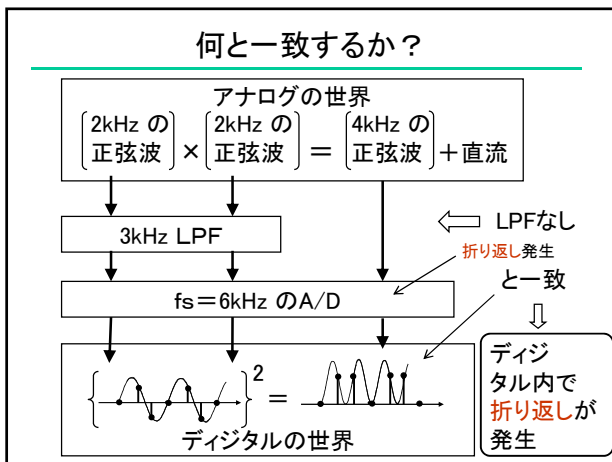 何と一致するか？
アナログの世界
2kHz の 2kHz の 4kHz の
正弦波 × 正弦波 ＝ 正弦波 ＋直流
LPFなし
3kHz LPF
折り返し発生
と一致
fs＝6kHz のA/D
{ }2 ＝
ディジタルの世界
ディジ
タル内で
折り返しが
発生